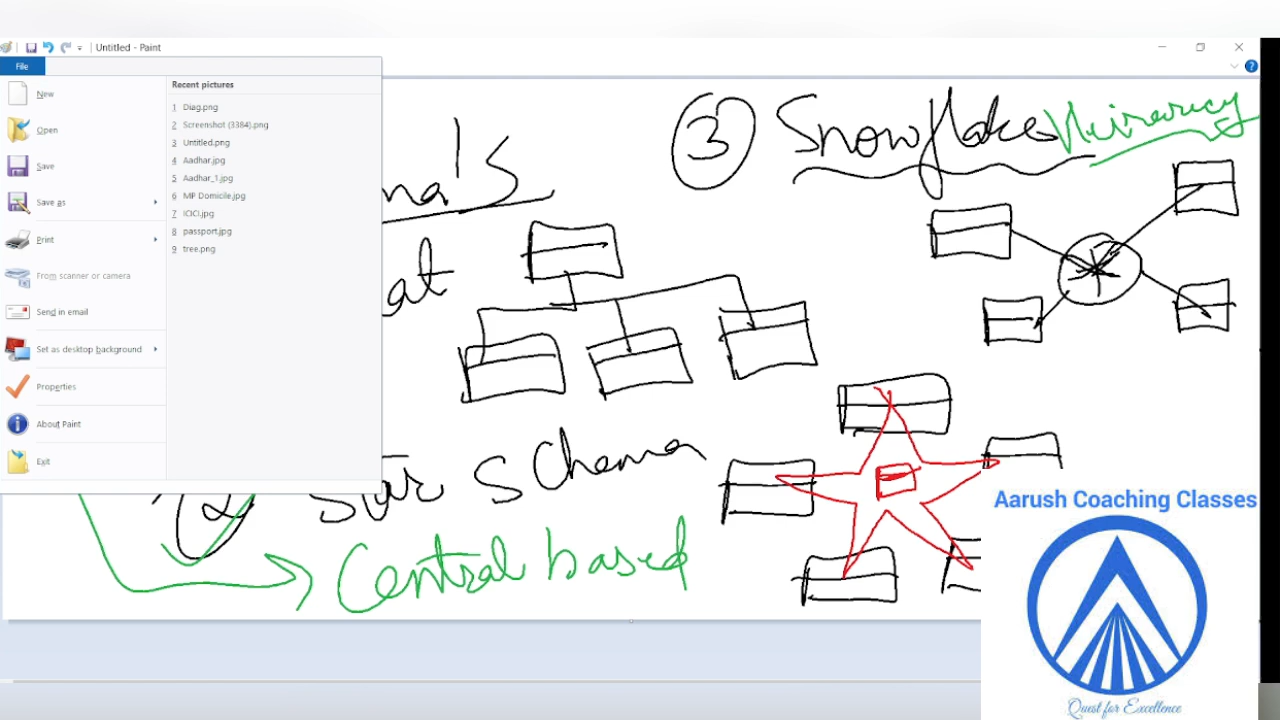 Untitled - Paint
File
New
Open
Save
Save as
Print
From scanner or camera
Send in email
Set as desktop background
Properties
About Paint
Exit
Recent pictures
1 Diag.png
2 Screenshot (3384).png
3 Untitled.png
4 Aadhar.jpg
5 Aadhar_1.jpg
6 MP Domicile.jpg
7 ICICI.jpg
8 passport.jpg
9 tree.png
ma's
at
③ Snowflake
② Star schema
Central based
Aarush Coaching Classes
Quest for Excellence